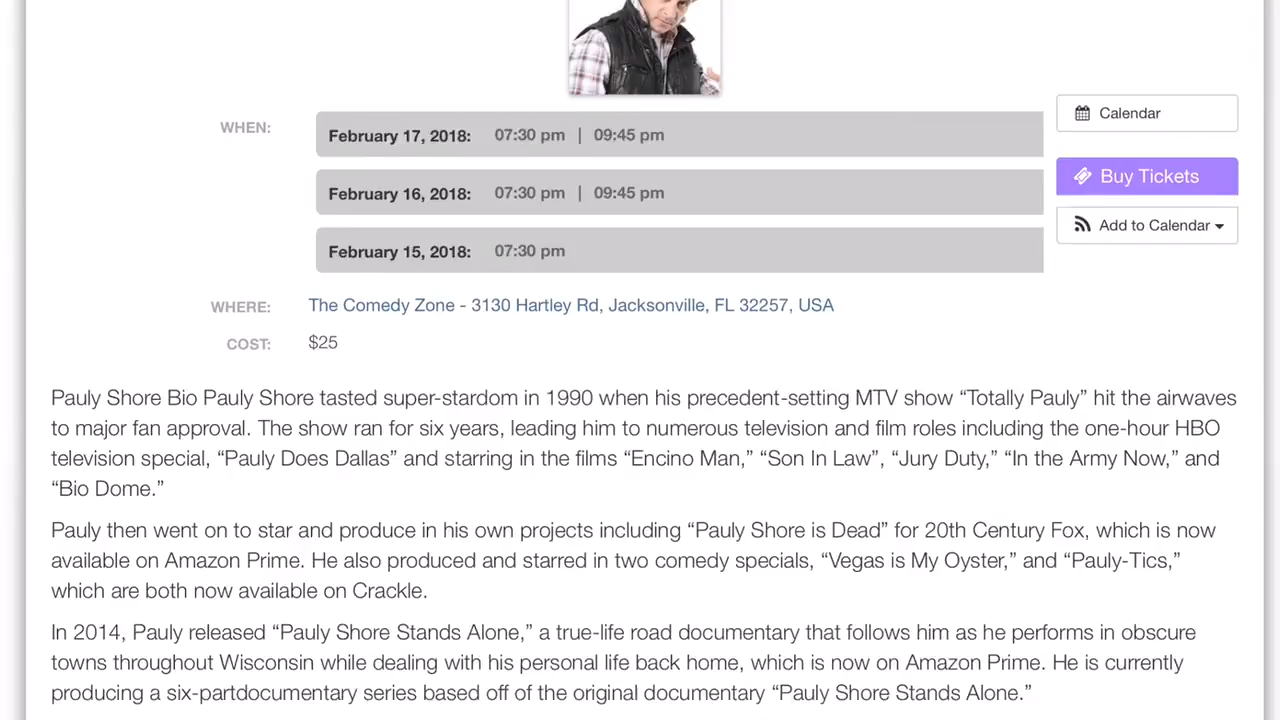 WHEN:
February 17, 2018: 07:30 pm | 09:45 pm
February 16, 2018: 07:30 pm | 09:45 pm
February 15, 2018: 07:30 pm
Calendar
Buy Tickets
Add to Calendar
WHERE: The Comedy Zone - 3130 Hartley Rd, Jacksonville, FL 32257, USA
COST: $25
Pauly Shore Bio Pauly Shore tasted super-stardom in 1990 when his precedent-setting MTV show “Totally Pauly” hit the airwaves
to major fan approval. The show ran for six years, leading him to numerous television and film roles including the one-hour HBO
television special, “Pauly Does Dallas” and starring in the films “Encino Man,” “Son In Law”, “Jury Duty,” “In the Army Now,” and
“Bio Dome.”
Pauly then went on to star and produce in his own projects including “Pauly Shore is Dead” for 20th Century Fox, which is now
available on Amazon Prime. He also produced and starred in two comedy specials, “Vegas is My Oyster,” and “Pauly-Tics,”
which are both now available on Crackle.
In 2014, Pauly released “Pauly Shore Stands Alone,” a true-life road documentary that follows him as he performs in obscure
towns throughout Wisconsin while dealing with his personal life back home, which is now on Amazon Prime. He is currently
producing a six-partdocumentary series based off of the original documentary “Pauly Shore Stands Alone.”